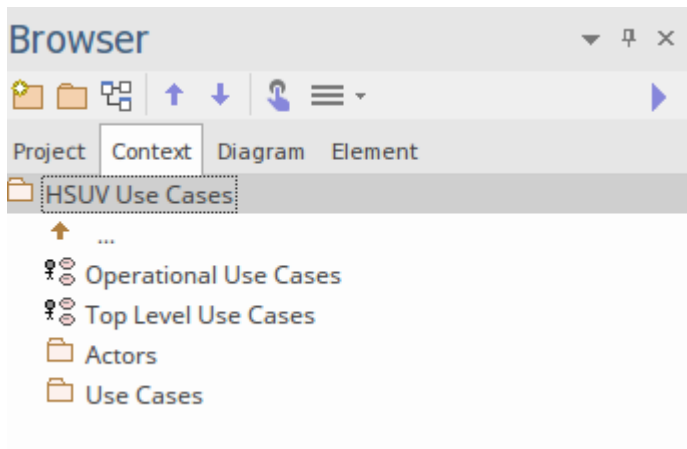 Browser
Project Context Diagram Element
HSUV Use Cases
...
Operational Use Cases
Top Level Use Cases
Actors
Use Cases